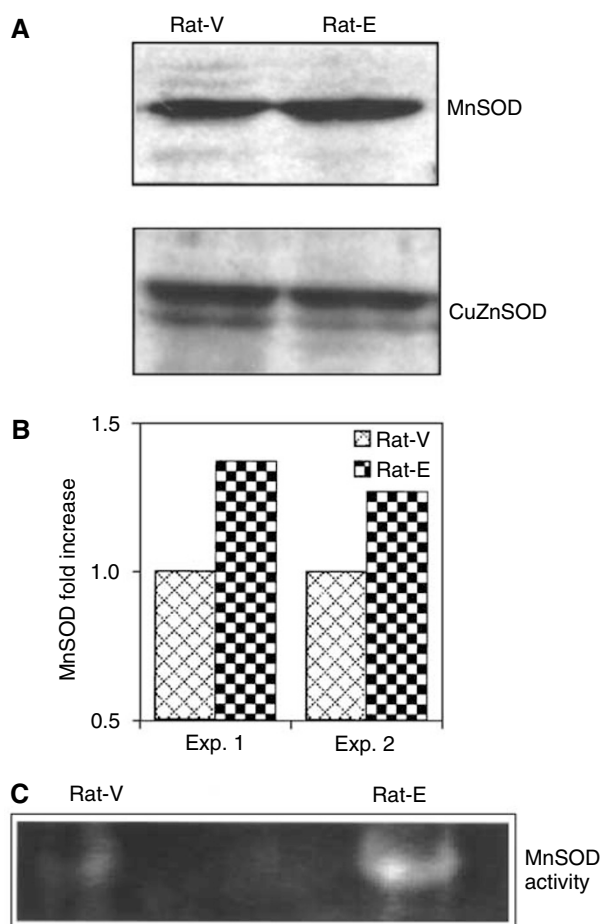 A
Rat-V Rat-E
MnSOD
CuZnSOD
B
1.5
Rat-V
Rat-E
MnSOD fold increase
1.0
0.5
Exp. 1 Exp. 2
C
Rat-V Rat-E
MnSOD
activity